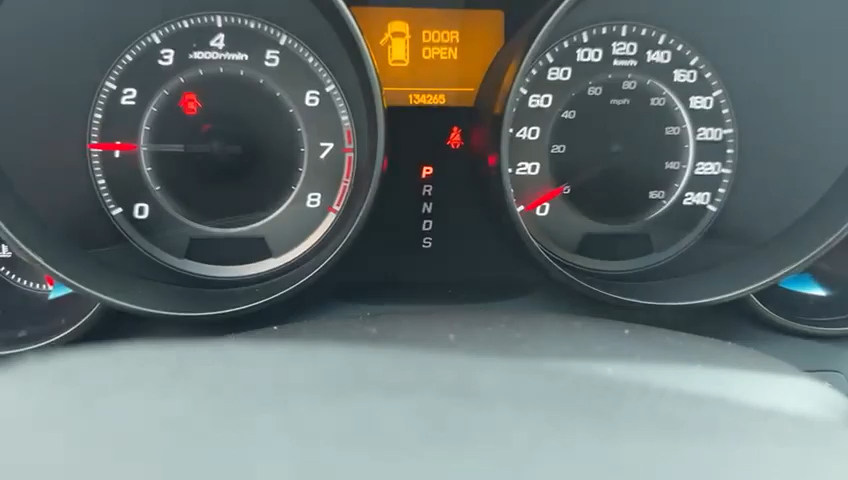 DOOR
OPEN
134265
0 1 2 3 4 5 6 7 8
x1000r/min
P
R
N
D
S
0 20 40 60 80 100 120 140 160 180 200 220 240
km/h
20 40 60 80 100 120 140 160
mph